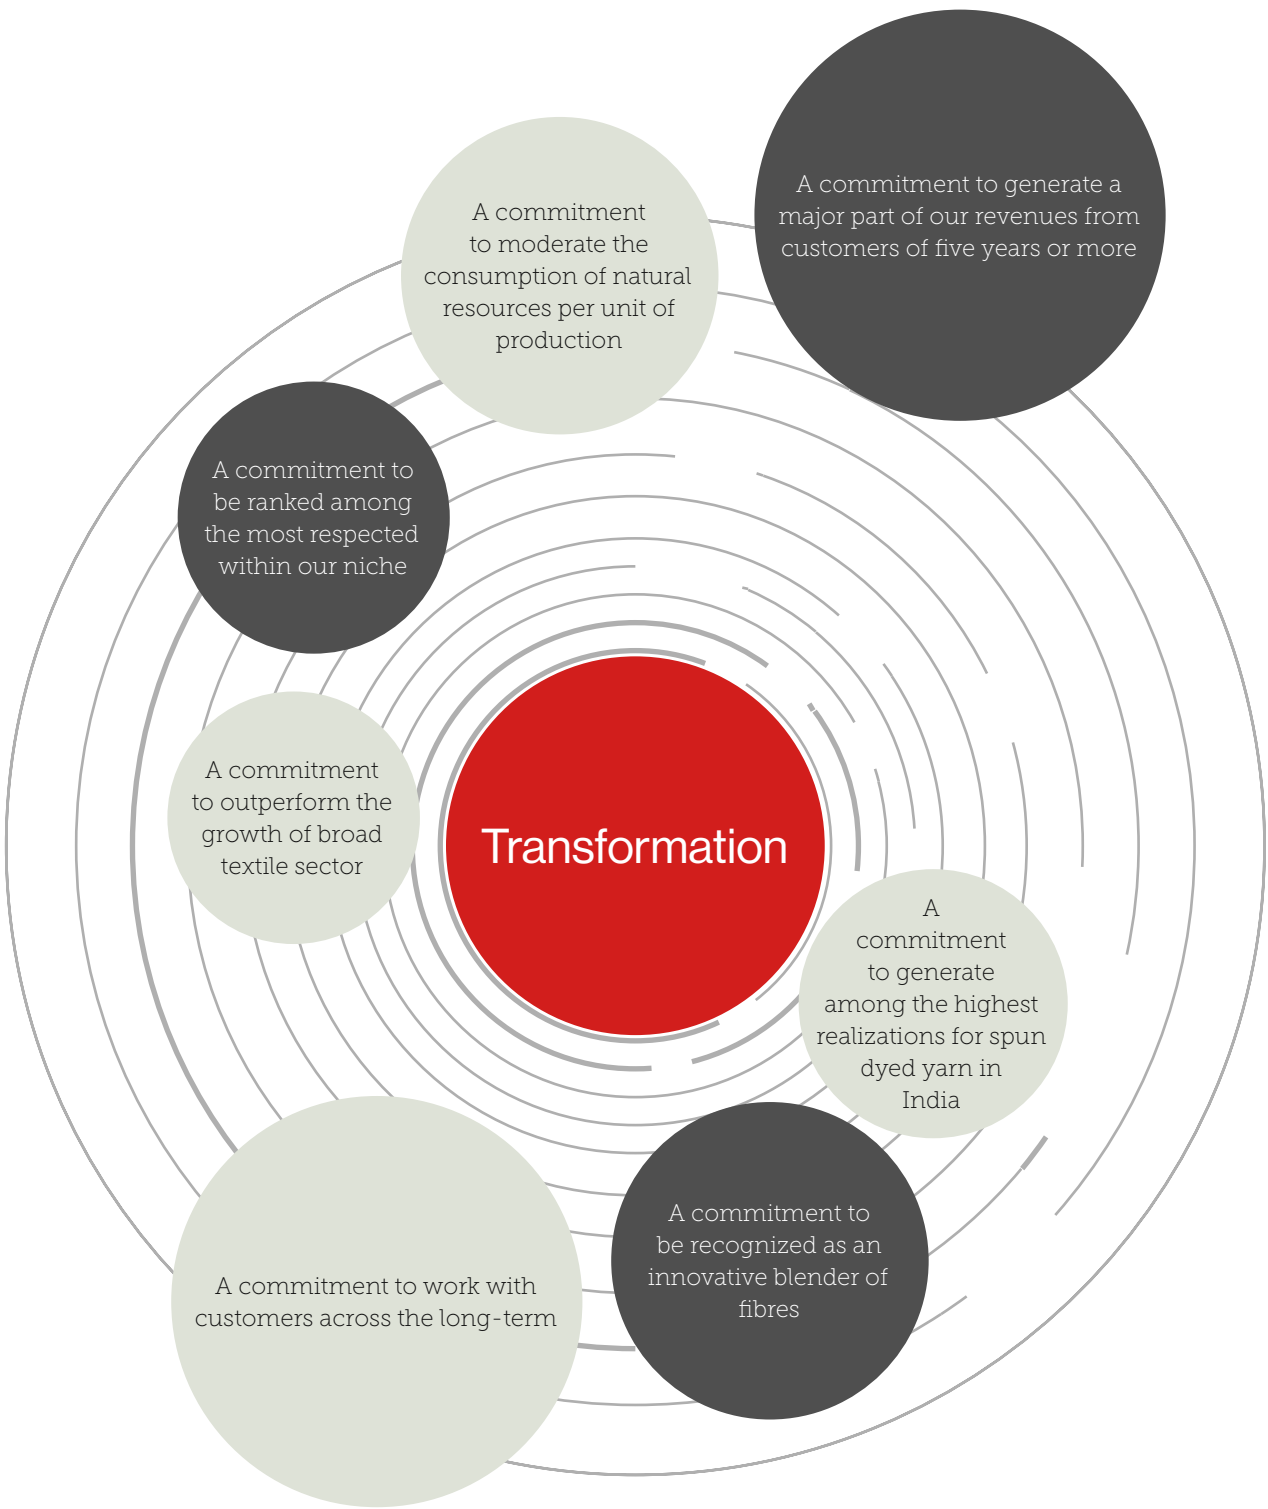 A commitment to generate a
major part of our revenues from
customers of five years or more
A commitment
to moderate the
consumption of natural
resources per unit of
production
A commitment to
be ranked among
the most respected
within our niche
A commitment
to outperform the
growth of broad
textile sector
Transformation
A
commitment
to generate
among the highest
realizations for spun
dyed yarn in
India
A commitment to
be recognized as an
innovative blender of
fibres
A commitment to work with
customers across the long-term